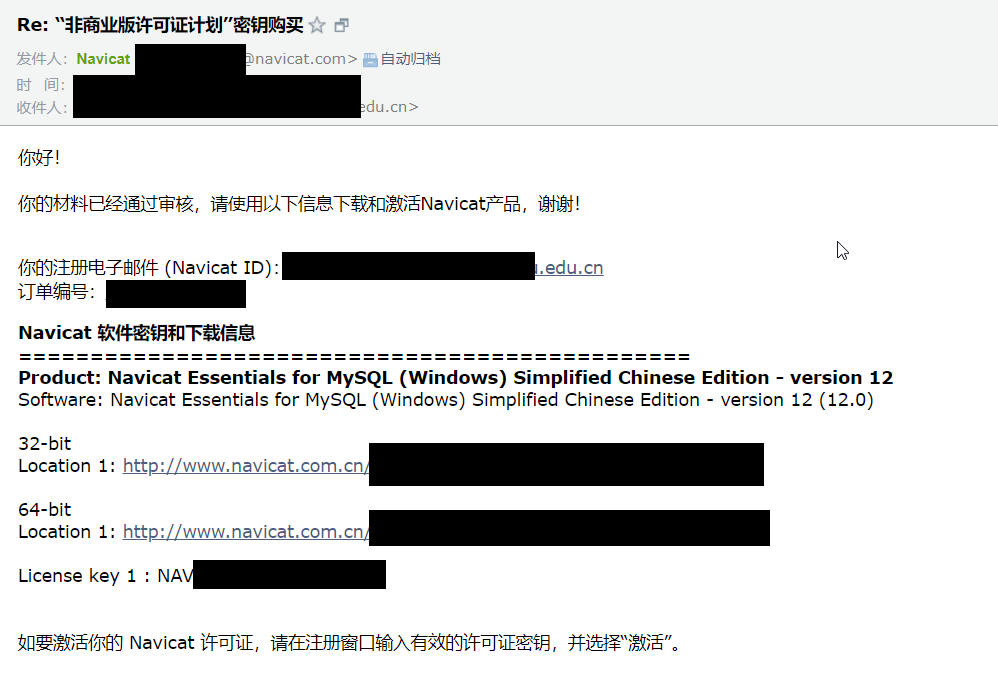 Re: “非商业版许可证计划”密钥购买
发件人： Navicat @navicat.com> 自动归档
时 间：
收件人： edu.cn>
你好！
你的材料已经通过审核，请使用以下信息下载和激活Navicat产品，谢谢！
你的注册电子邮件 (Navicat ID)： .edu.cn
订单编号：
Navicat 软件密钥和下载信息
===============================================
Product: Navicat Essentials for MySQL (Windows) Simplified Chinese Edition - version 12
Software: Navicat Essentials for MySQL (Windows) Simplified Chinese Edition - version 12 (12.0)
32-bit
Location 1: http://www.navicat.com.cn/
64-bit
Location 1: http://www.navicat.com.cn/
License key 1 : NAV
如要激活你的 Navicat 许可证，请在注册窗口输入有效的许可证密钥，并选择“激活”。